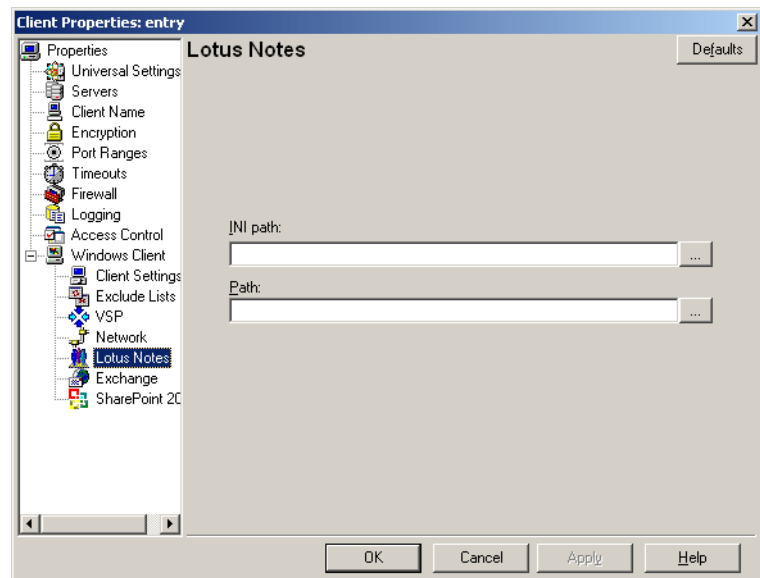 Client Properties: entry
Properties
Universal Settings
Servers
Client Name
Encryption
Port Ranges
Timeouts
Firewall
Logging
Access Control
Windows Client
Client Settings
Exclude Lists
VSP
Network
Lotus Notes
Exchange
SharePoint 20
Lotus Notes
Defaults
INI path:
...
Path:
...
OK
Cancel
Apply
Help